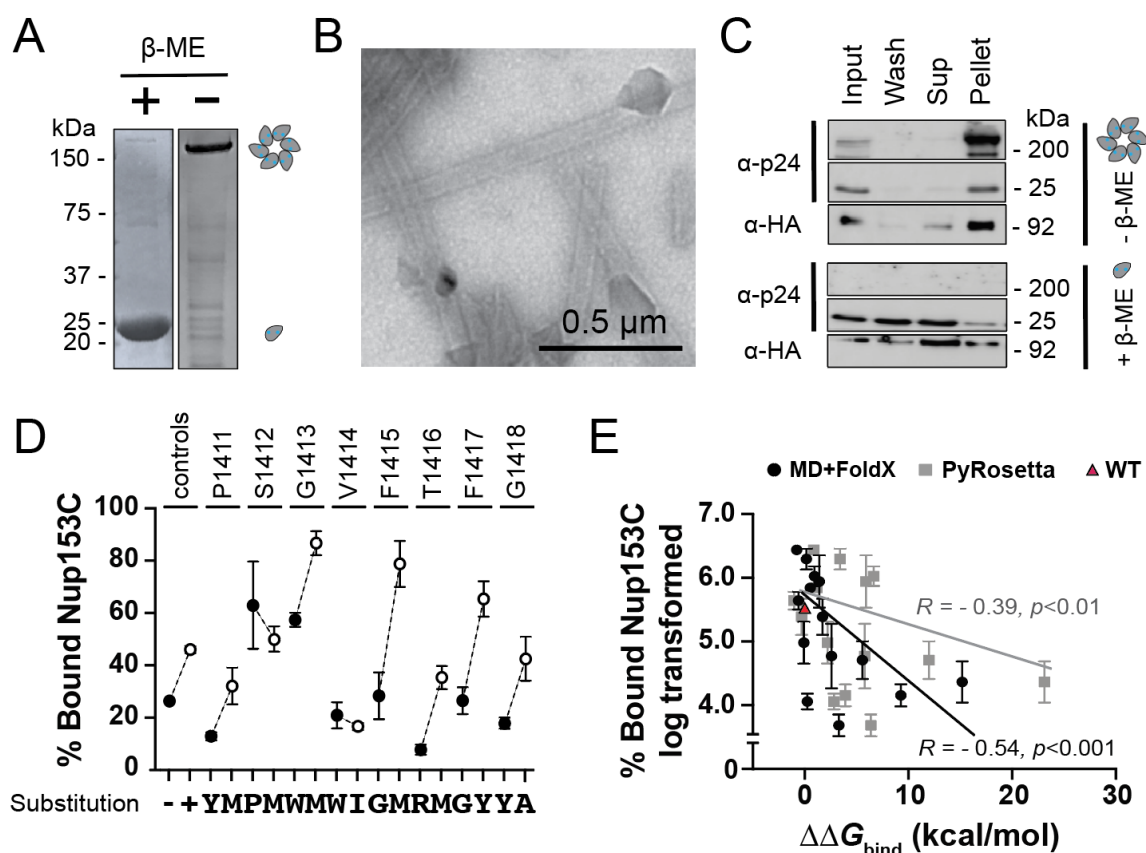 A
β-ME
+ −
kDa
150 -
75 -
37 -
25 -
20 -
B
0.5 µm
C
Input
Wash
Sup
Pellet
kDa
α-p24
- 200
- 25
α-HA
- 92
- β-ME
α-p24
- 200
- 25
α-HA
- 92
+ β-ME
D
controls
P1411
S1412
G1413
V1414
F1415
T1416
F1417
G1418
% Bound Nup153C
100
80
60
40
20
0
Substitution -+YMPMWMWIGMRMGYYA
E
MD+FoldX PyRosetta WT
% Bound Nup153C
log transformed
7.0
6.0
5.0
4.0
0
R = - 0.39, p<0.01
R = - 0.54, p<0.001
0 10 20 30
ΔΔGbind (kcal/mol)